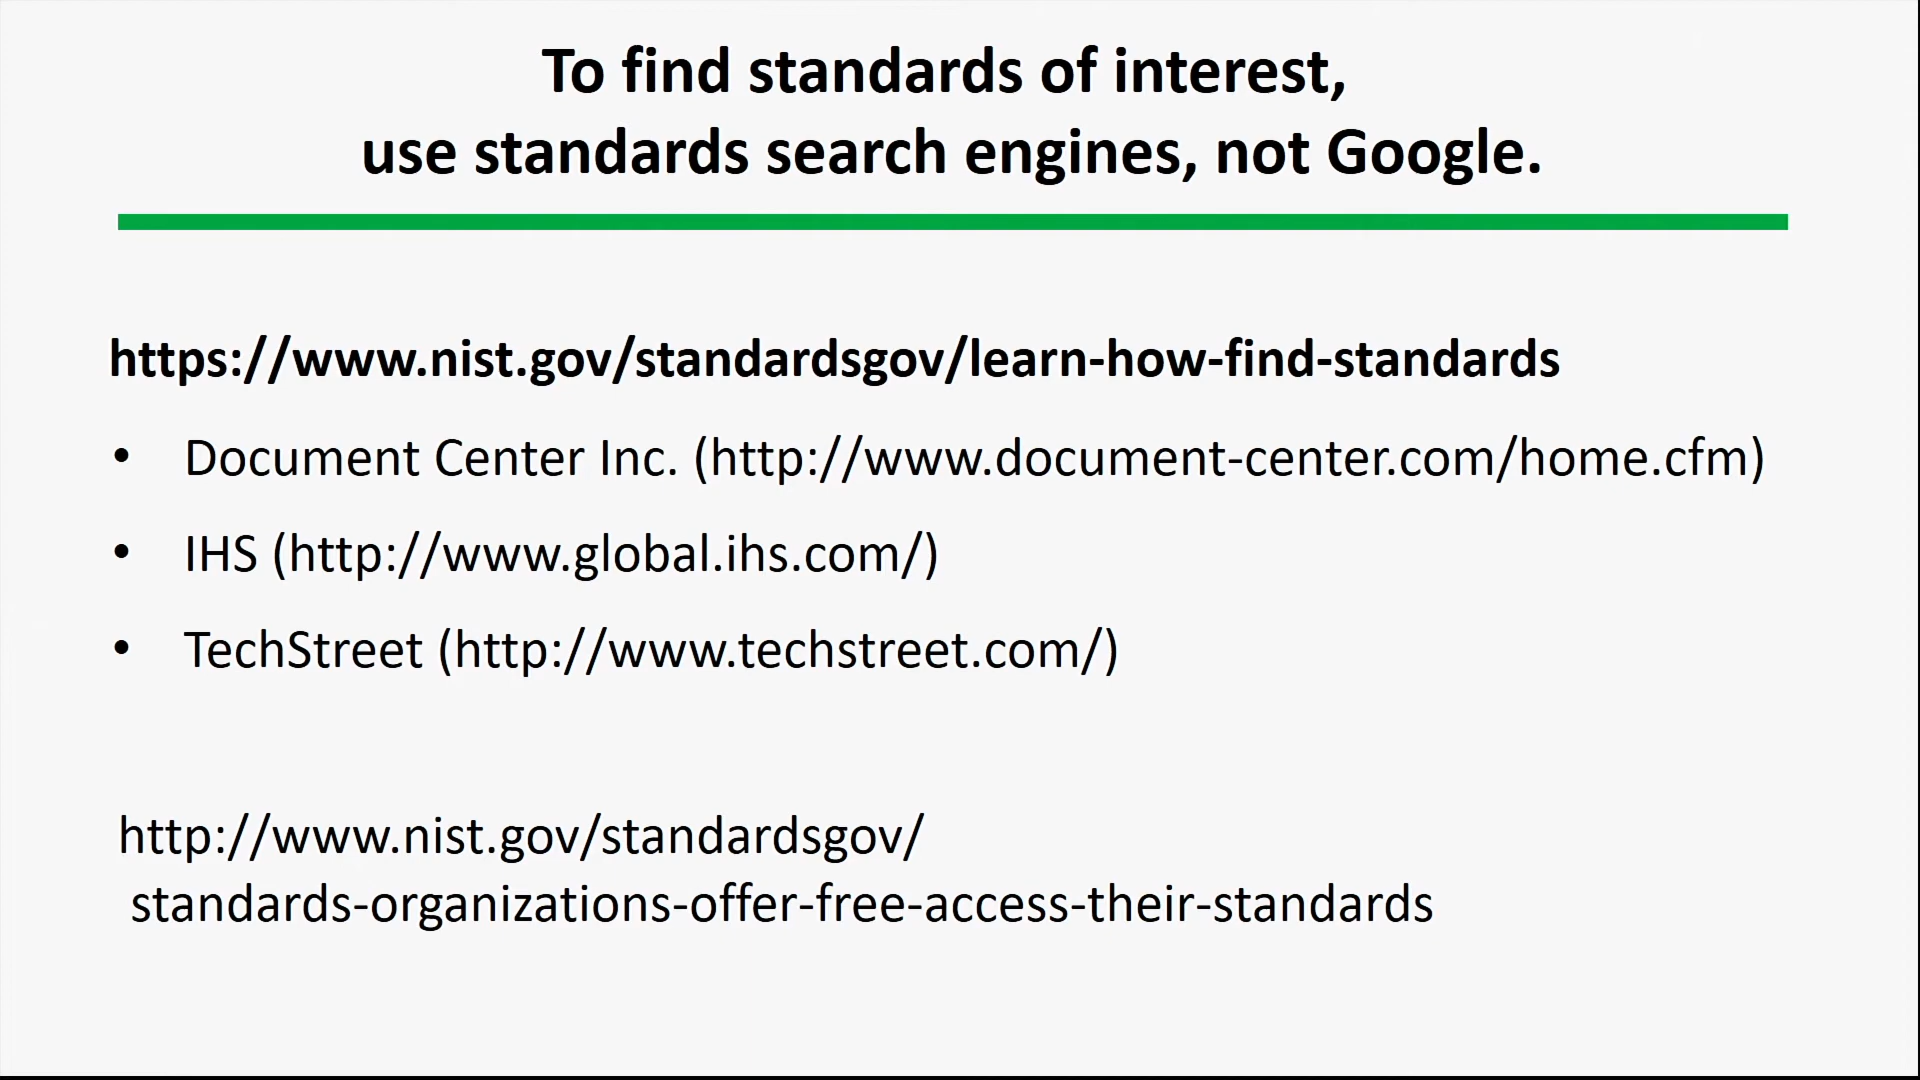 To find standards of interest,
use standards search engines, not Google.
https://www.nist.gov/standardsgov/learn-how-find-standards
• Document Center Inc. (http://www.document-center.com/home.cfm)
• IHS (http://www.global.ihs.com/)
• TechStreet (http://www.techstreet.com/)
http://www.nist.gov/standardsgov/
standards-organizations-offer-free-access-their-standards